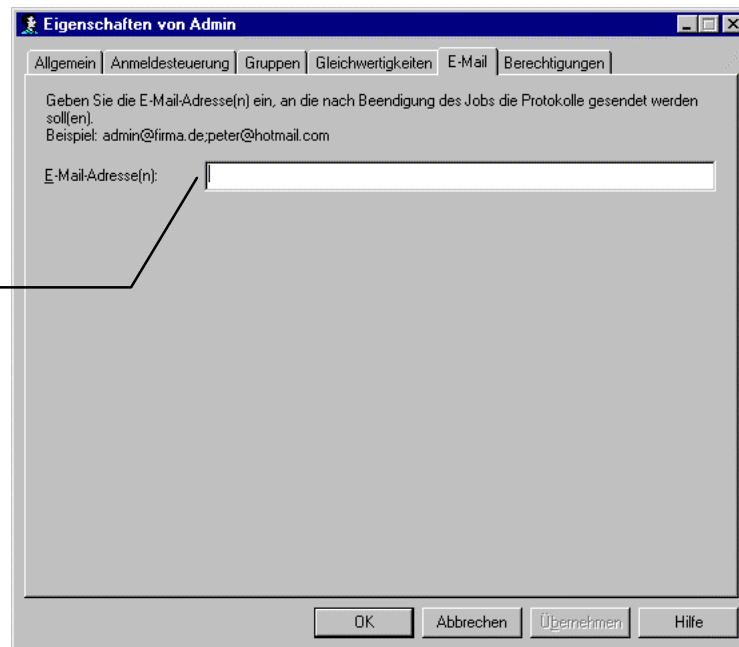 Eigenschaften von Admin
Allgemein Anmeldesteuerung Gruppen Gleichwertigkeiten E-Mail Berechtigungen
Geben Sie die E-Mail-Adresse(n) ein, an die nach Beendigung des Jobs die Protokolle gesendet werden
soll(en).
Beispiel: admin@firma.de;peter@hotmail.com
E-Mail-Adresse(n):
OK Abbrechen Übernehmen Hilfe